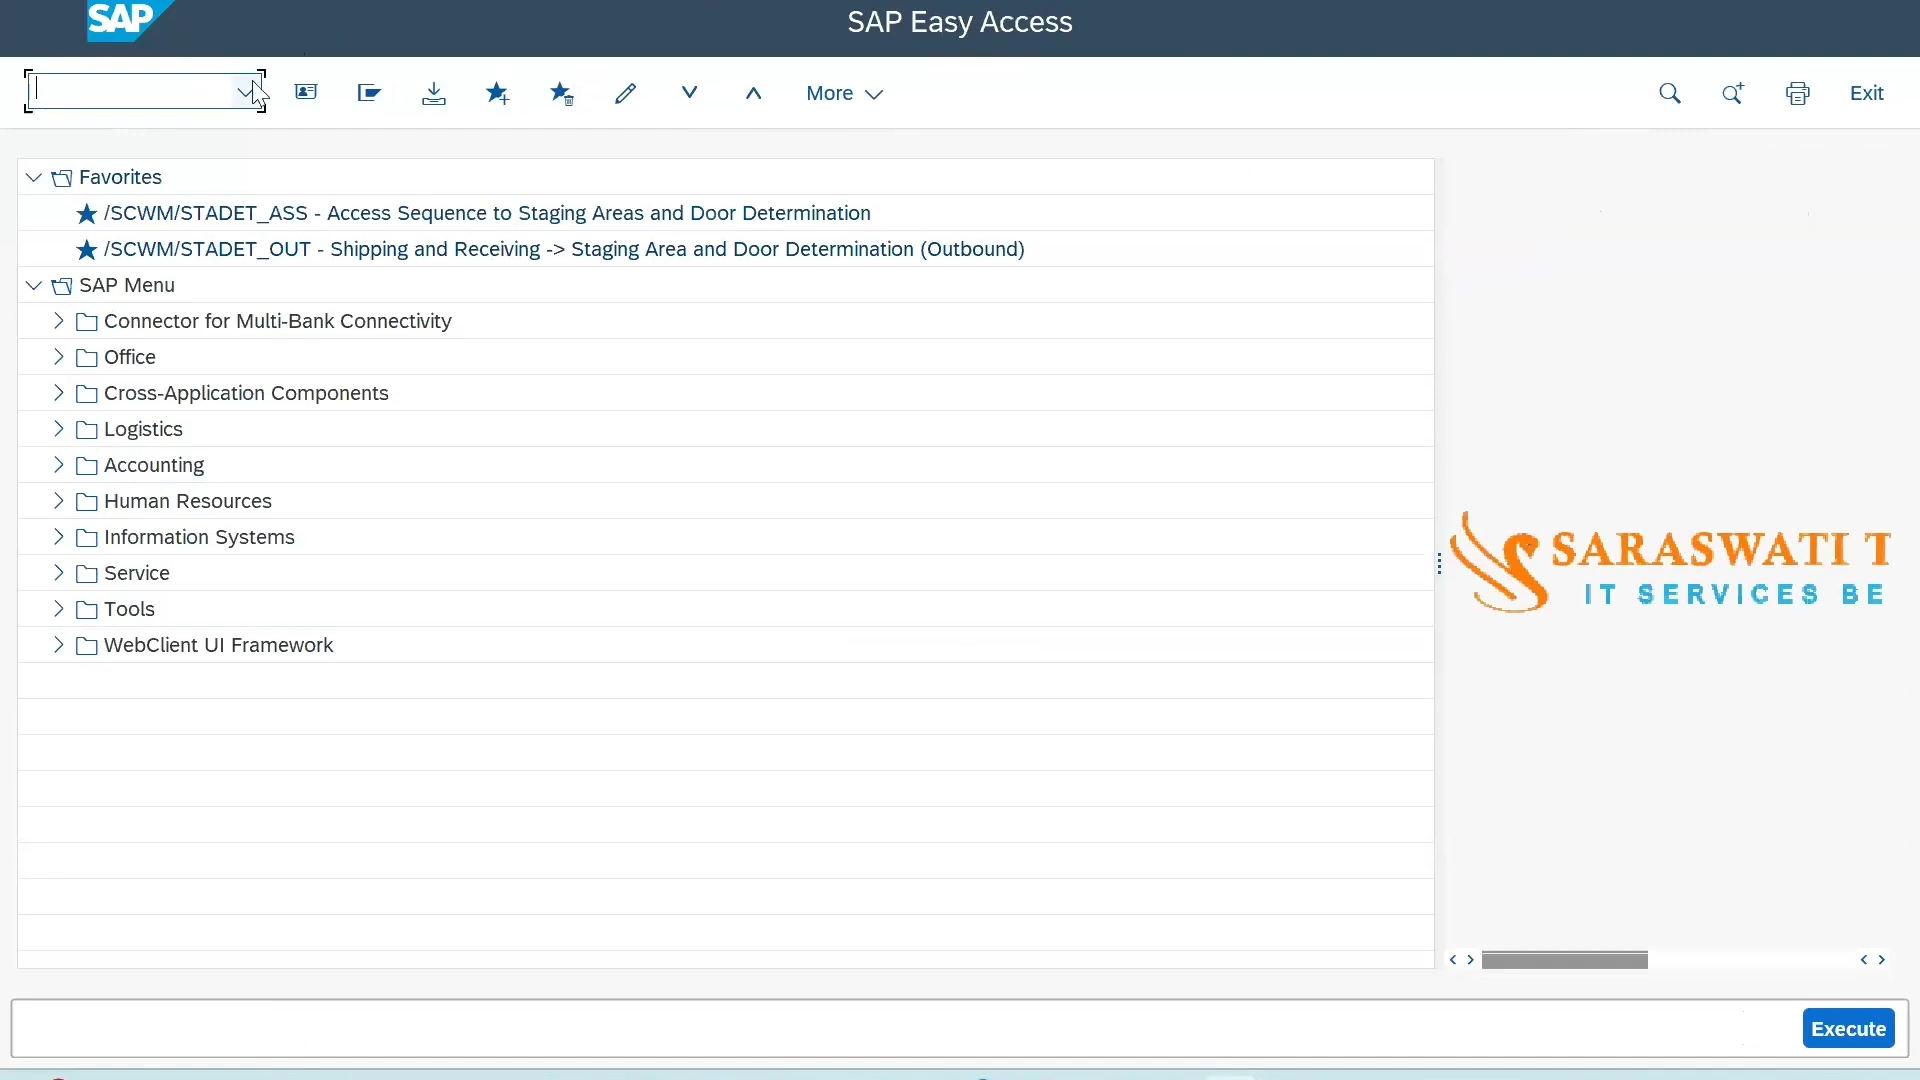 SAP
SAP Easy Access
More
Exit
Favorites
/SCWM/STADET_ASS - Access Sequence to Staging Areas and Door Determination
/SCWM/STADET_OUT - Shipping and Receiving -> Staging Area and Door Determination (Outbound)
SAP Menu
Connector for Multi-Bank Connectivity
Office
Cross-Application Components
Logistics
Accounting
Human Resources
Information Systems
Service
Tools
WebClient UI Framework
SARASWATI T
IT SERVICES BE
Execute